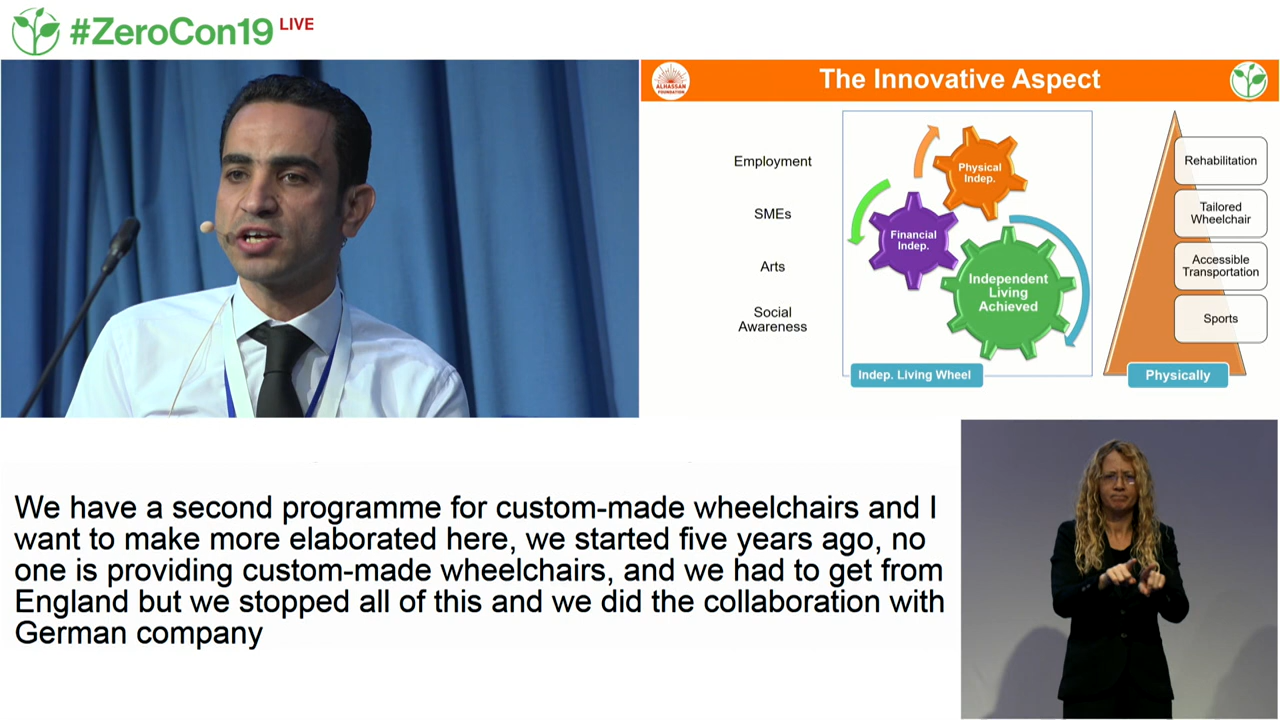 #ZeroCon19 LIVE
ALHASSAN
FOUNDATION
The Innovative Aspect
Employment
SMEs
Arts
Social
Awareness
Physical
Indep.
Financial
Indep.
Independent
Living
Achieved
Indep. Living Wheel
Rehabilitation
Tailored
Wheelchair
Accessible
Transportation
Sports
Physically
We have a second programme for custom-made wheelchairs and I
want to make more elaborated here, we started five years ago, no
one is providing custom-made wheelchairs, and we had to get from
England but we stopped all of this and we did the collaboration with
German company